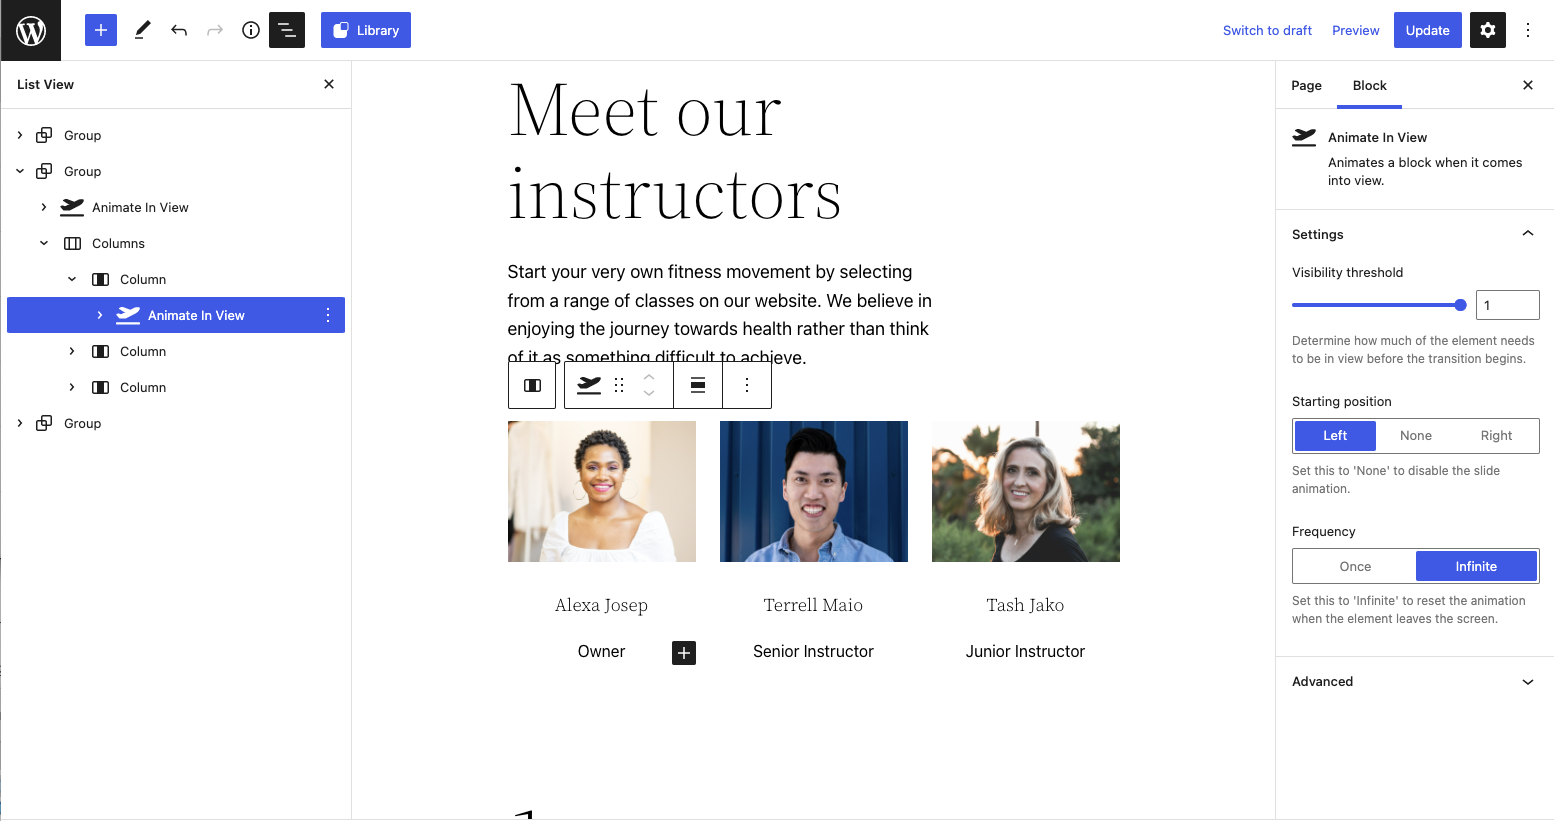 Library
Switch to draft
Preview
Update
List View
Group
Group
Animate In View
Columns
Column
Animate In View
Column
Column
Group
Meet our
instructors
Start your very own fitness movement by selecting
from a range of classes on our website. We believe in
enjoying the journey towards health rather than think
of it as something difficult to achieve.
Alexa Josep
Terrell Maio
Tash Jako
Owner
Senior Instructor
Junior Instructor
Page
Block
Animate In View
Animates a block when it comes
into view.
Settings
Visibility threshold
1
Determine how much of the element needs
to be in view before the transition begins.
Starting position
Left
None
Right
Set this to 'None' to disable the slide
animation.
Frequency
Once
Infinite
Set this to 'Infinite' to reset the animation
when the element leaves the screen.
Advanced